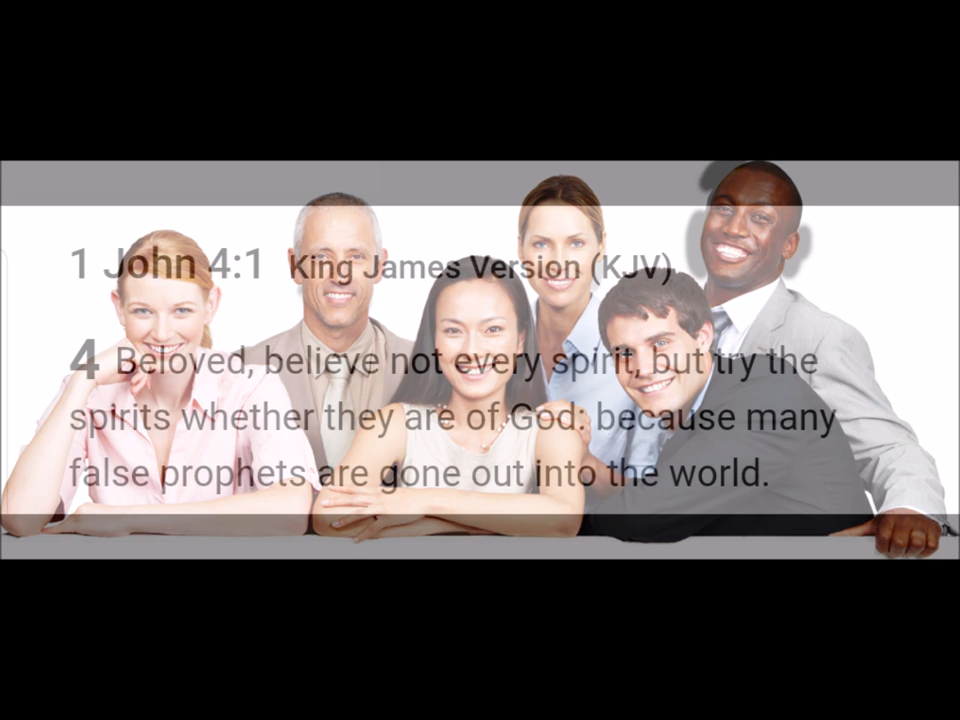 1 John 4:1 King James Version (KJV)
4 Beloved, believe not every spirit, but try the
spirits whether they are of God: because many
false prophets are gone out into the world.